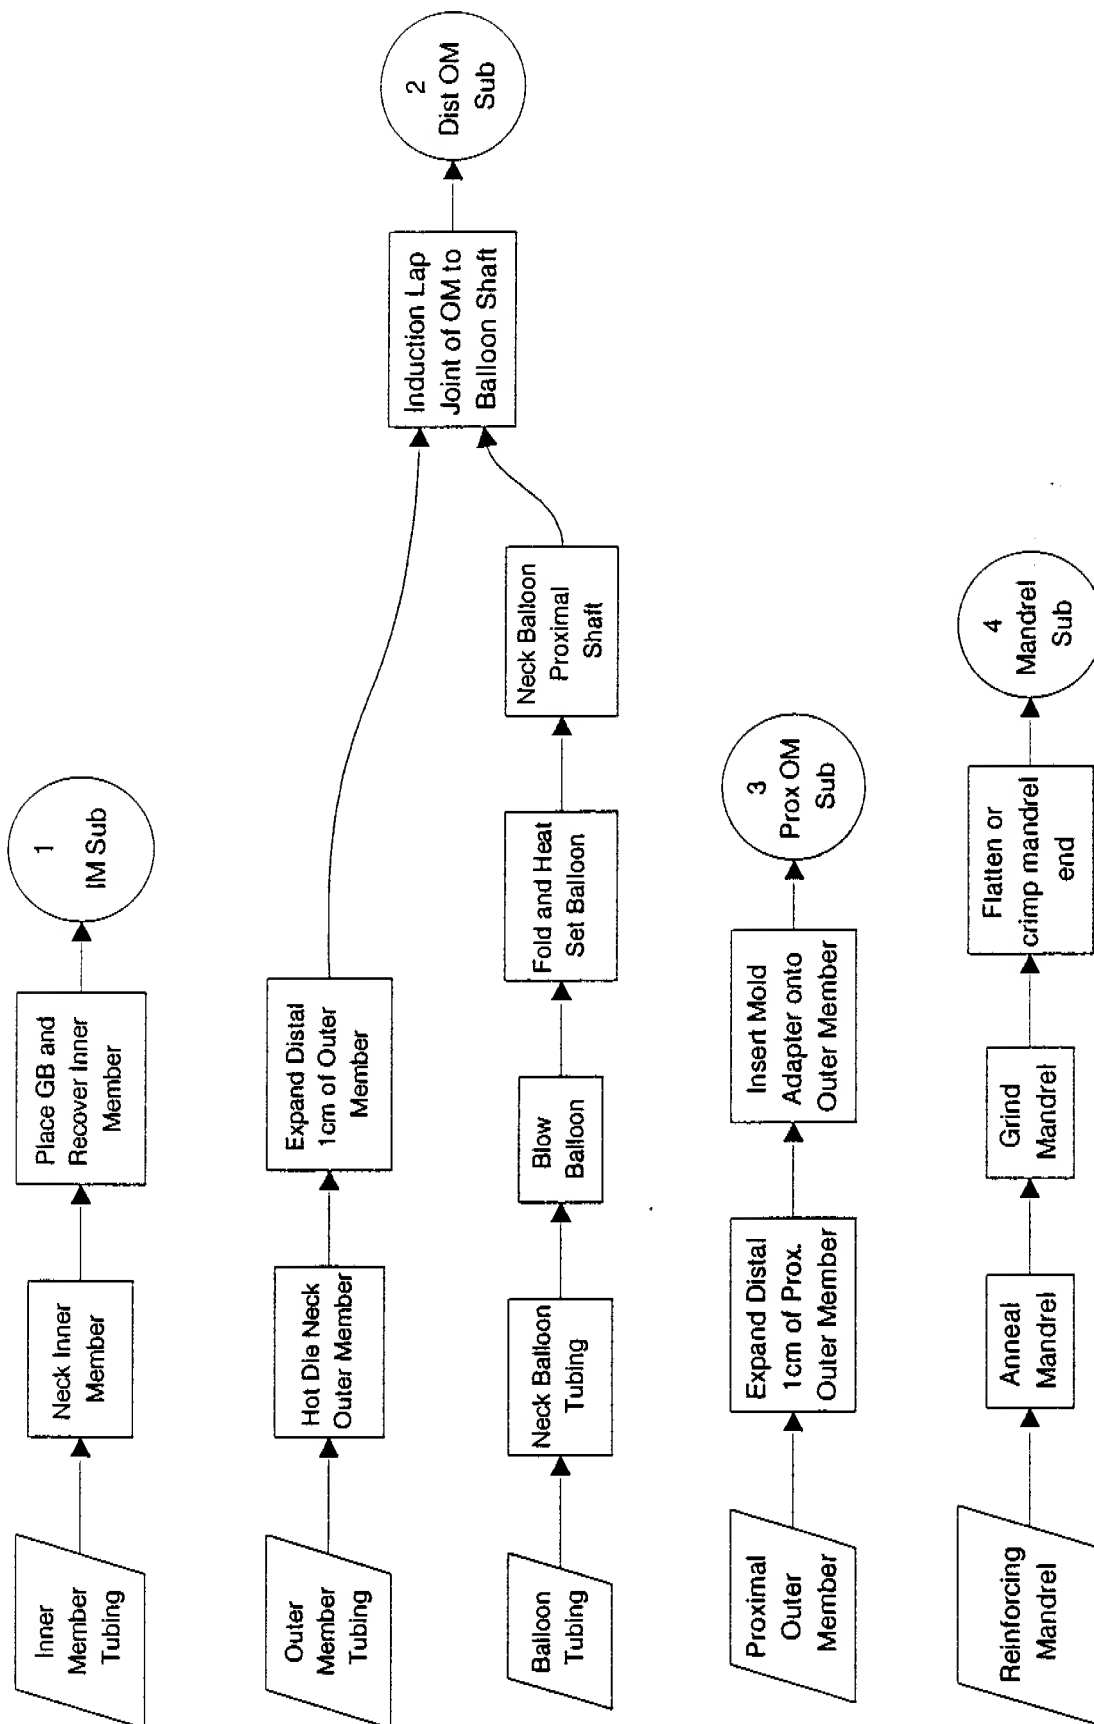 Inner
Member
Tubing
Neck Inner
Member
Place GB and
Recover Inner
Member
1
IM Sub
Outer
Member
Tubing
Hot Die Neck
Outer Member
Expand Distal
1cm of Outer
Member
Induction Lap
Joint of OM to
Balloon Shaft
2
Dist OM
Sub
Balloon
Tubing
Neck Balloon
Tubing
Blow
Balloon
Fold and Heat
Set Balloon
Neck Balloon
Proximal
Shaft
Proximal
Outer
Member
Expand Distal
1cm of Prox.
Outer Member
Insert Mold
Adapter onto
Outer Member
3
Prox OM
Sub
Reinforcing
Mandrel
Anneal
Mandrel
Grind
Mandrel
Flatten or
crimp mandrel
end
4
Mandrel
Sub